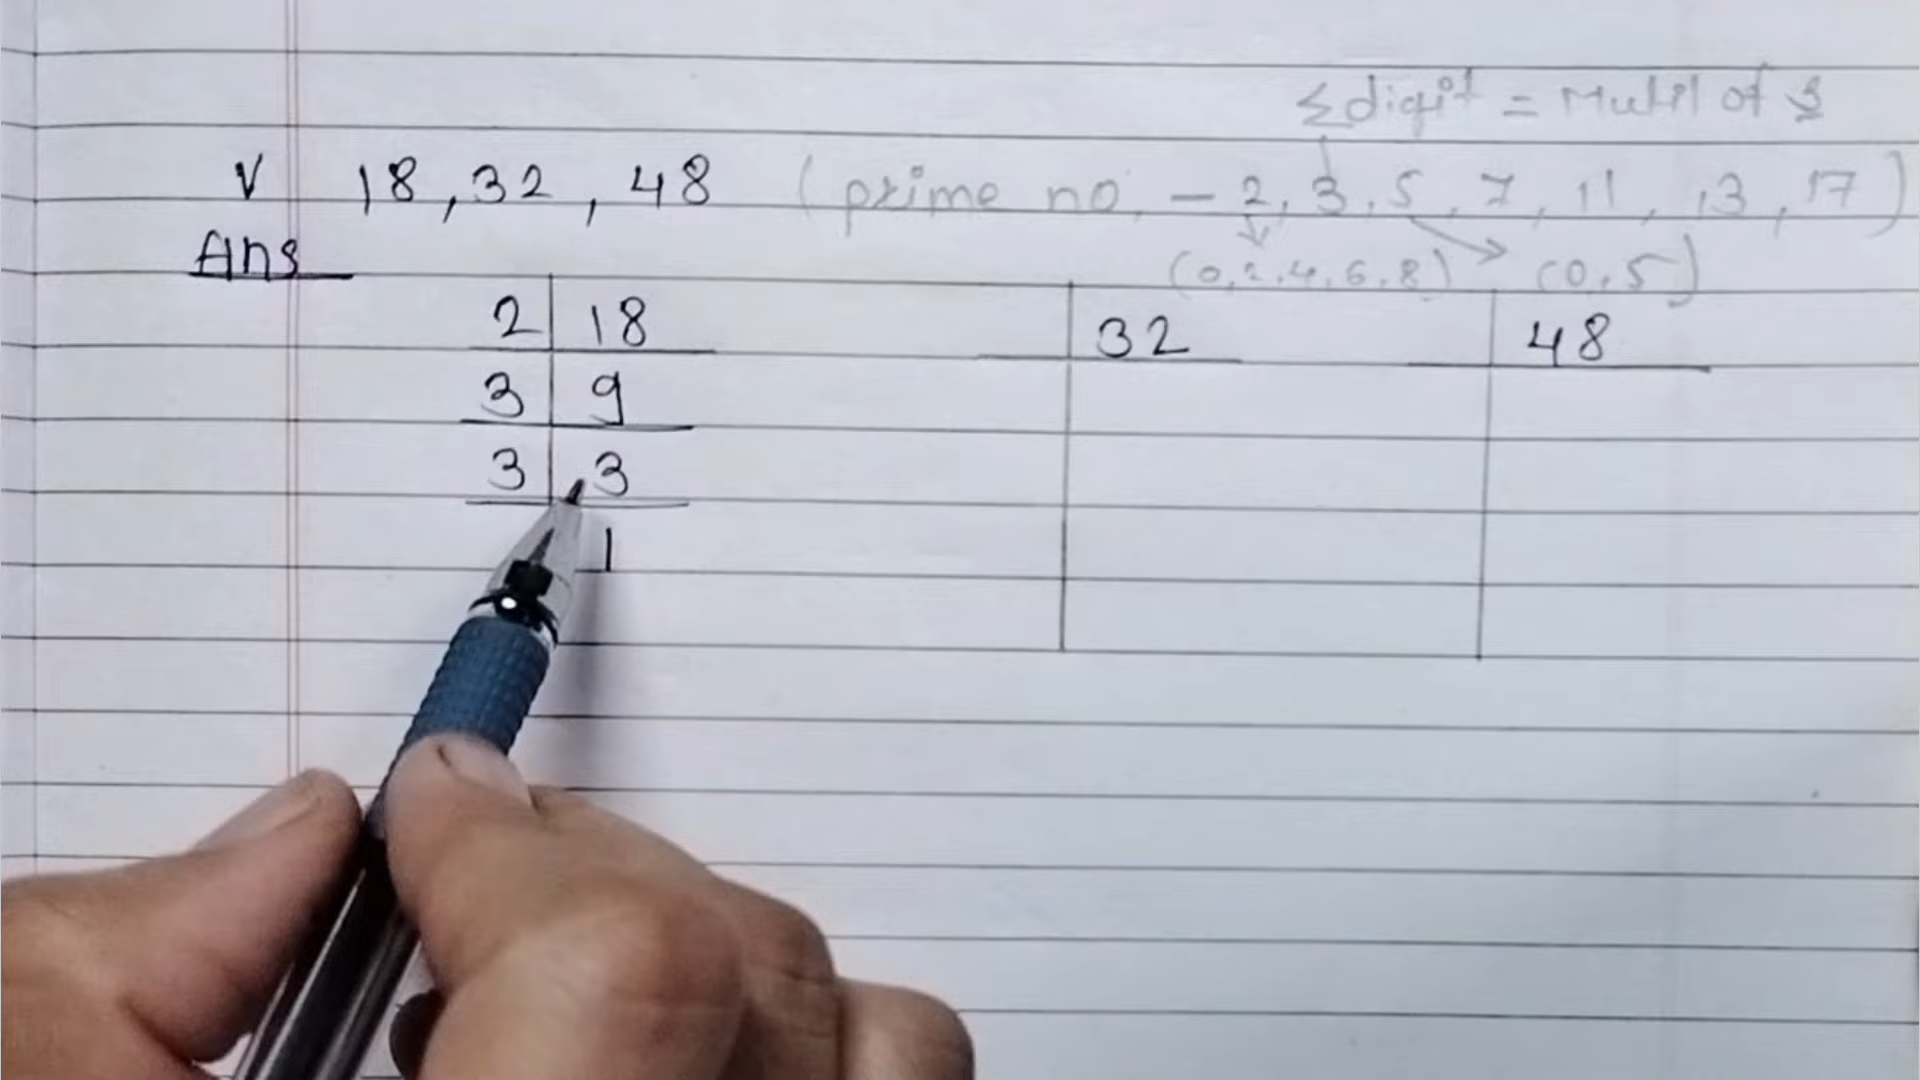 Σdigit = Multi of 3
V 18, 32, 48 (prime no. - 2, 3, 5, 7, 11, 13, 17)
Ans
(0, 2, 4, 6, 8) (0, 5)
2 18 32 48
3 9
3 3
1